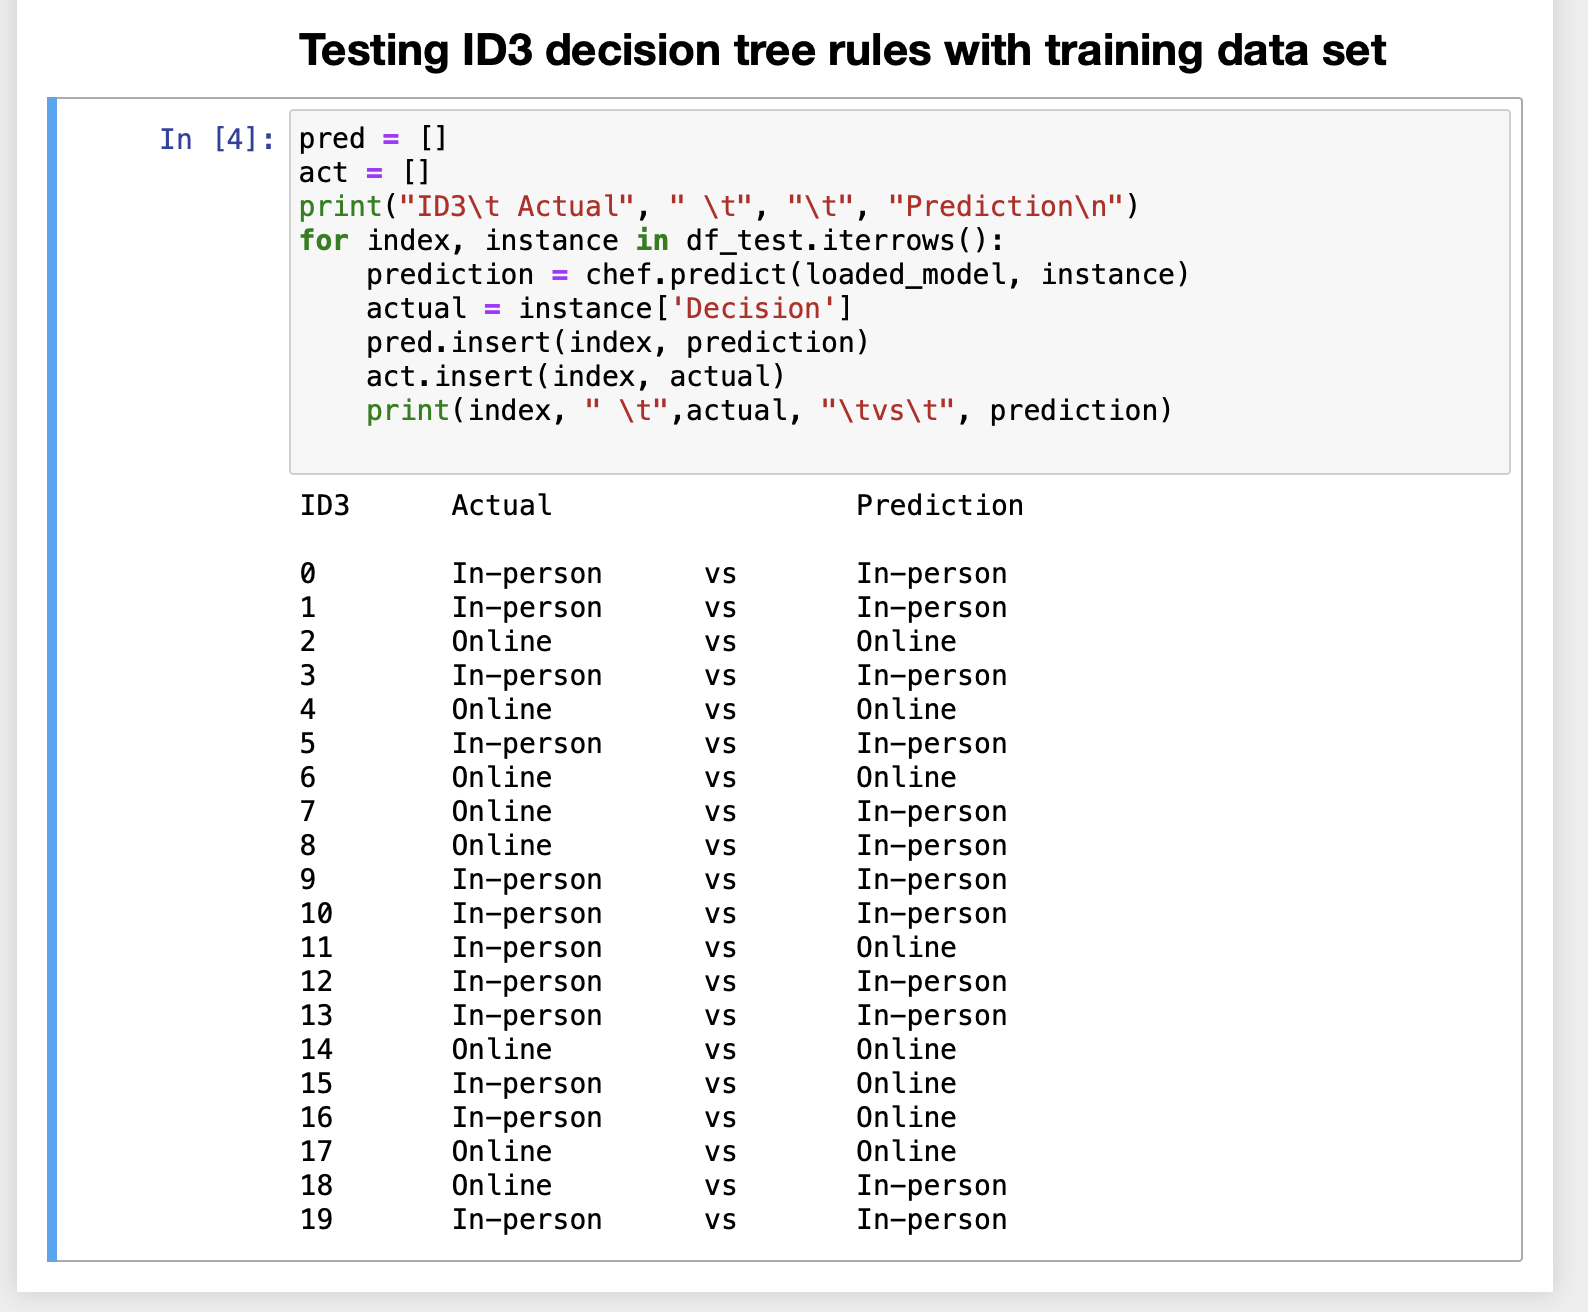 Testing ID3 decision tree rules with training data set
In [4]: pred = []
act = []
print("ID3\t Actual", " \t", "\t", "Prediction\n")
for index, instance in df_test.iterrows():
    prediction = chef.predict(loaded_model, instance)
    actual = instance['Decision']
    pred.insert(index, prediction)
    act.insert(index, actual)
    print(index, " \t",actual, "\tvs\t", prediction)
ID3 Actual Prediction
0 In-person vs In-person
1 In-person vs In-person
2 Online vs Online
3 In-person vs In-person
4 Online vs Online
5 In-person vs In-person
6 Online vs Online
7 Online vs In-person
8 Online vs In-person
9 In-person vs In-person
10 In-person vs In-person
11 In-person vs Online
12 In-person vs In-person
13 In-person vs In-person
14 Online vs Online
15 In-person vs Online
16 In-person vs Online
17 Online vs Online
18 Online vs In-person
19 In-person vs In-person